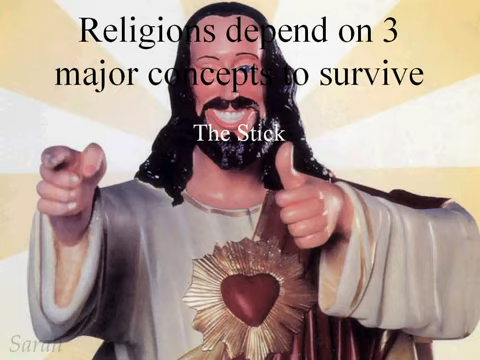 Religions depend on 3
major concepts to survive
The Stick
Sarah